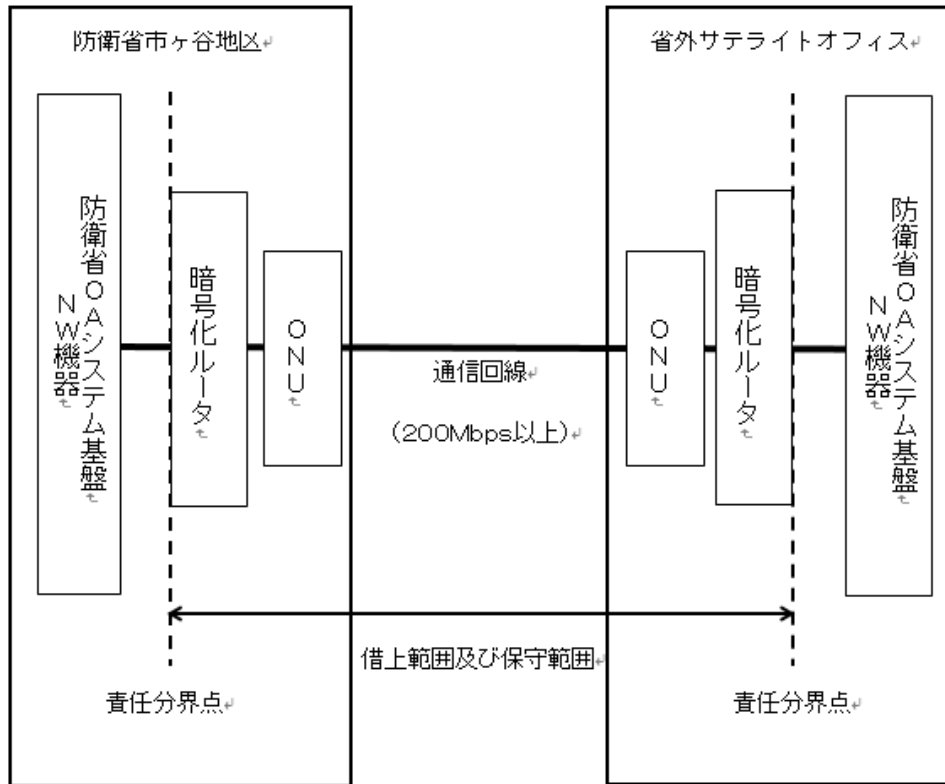 防衛省市ヶ谷地区
省外サテライトオフィス
防衛省ＯＡシステム基盤
ＮＷ機器
暗号化ルータ
ＯＮＵ
通信回線
（200Mbps以上）
ＯＮＵ
暗号化ルータ
防衛省ＯＡシステム基盤
ＮＷ機器
借上範囲及び保守範囲
責任分界点
責任分界点